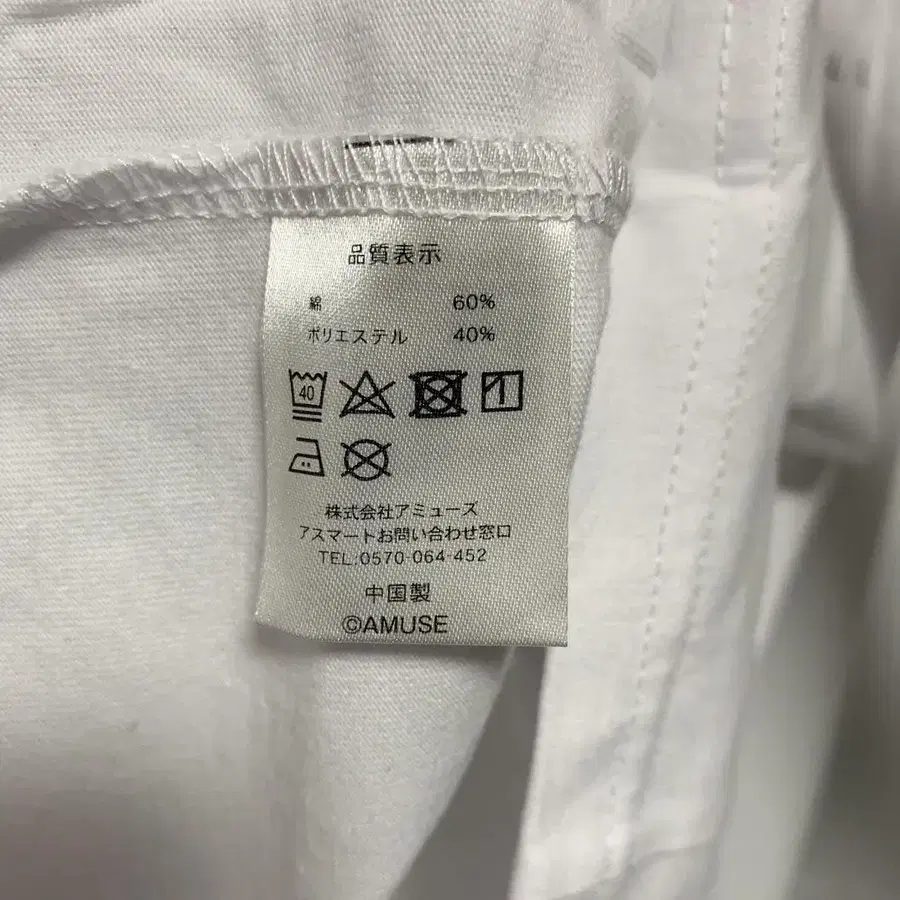 品質表示
綿 60%
ポリエステル 40%
40
株式会社アミューズ
アスマートお問い合わせ窓口
TEL:0570-064-452
中国製
©AMUSE